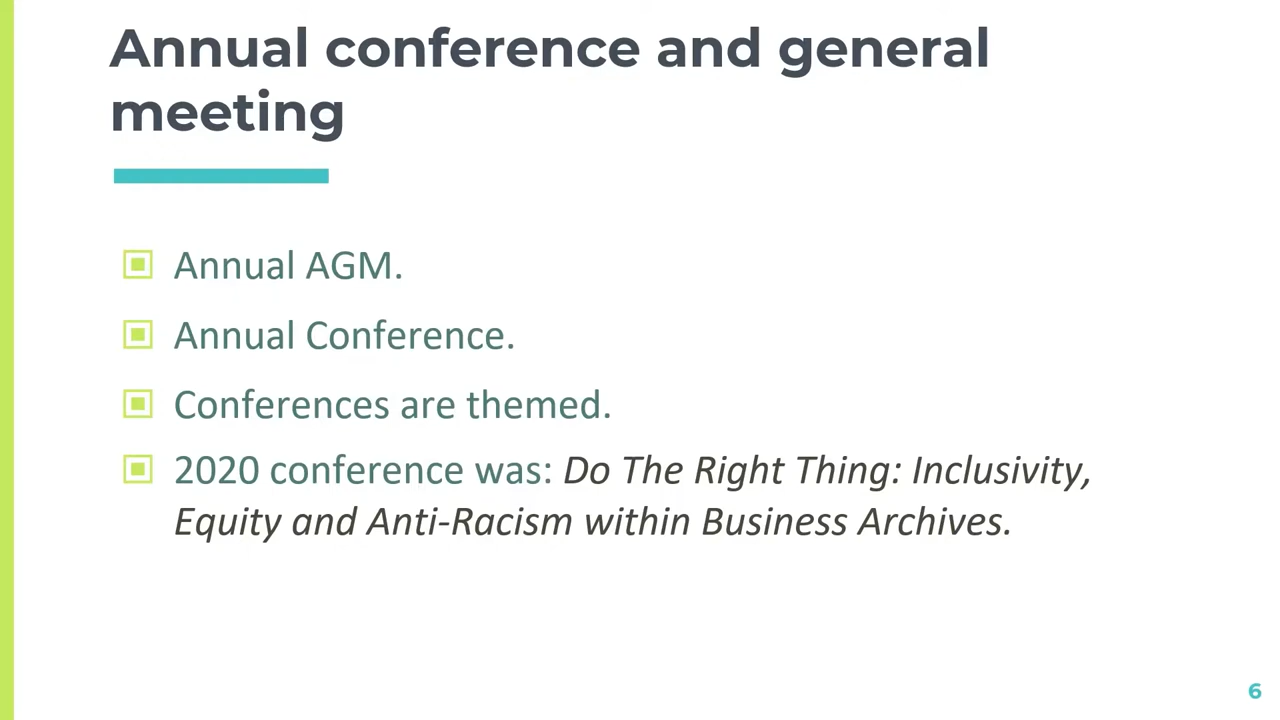 Annual conference and general
meeting
Annual AGM.
Annual Conference.
Conferences are themed.
2020 conference was: Do The Right Thing: Inclusivity,
Equity and Anti-Racism within Business Archives.
6